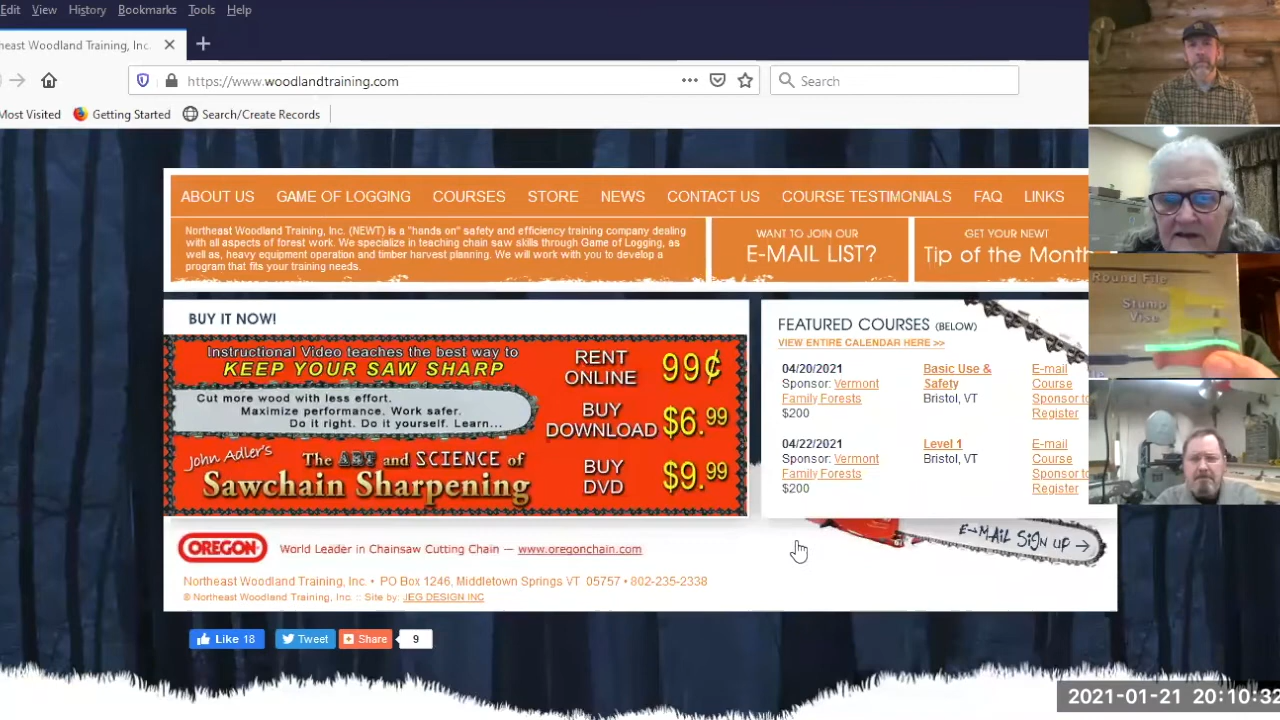 Edit View History Bookmarks Tools Help
heast Woodland Training, Inc.
https://www.woodlandtraining.com
Search
Most Visited Getting Started Search/Create Records
ABOUT US GAME OF LOGGING COURSES STORE NEWS CONTACT US COURSE TESTIMONIALS FAQ LINKS
Northeast Woodland Training, Inc. (NEWT) is a "hands on" safety and efficiency training company dealing
with all aspects of forest work. We specialize in teaching chain saw skills through Game of Logging, as
well as, heavy equipment operation and timber harvest planning. We will work with you to develop a
program that fits your training needs.
WANT TO JOIN OUR
E-MAIL LIST?
GET YOUR NEWT
Tip of the Month
BUY IT NOW!
Instructional Video teaches the best way to
KEEP YOUR SAW SHARP
Cut more wood with less effort.
Maximize performance. Work safer.
Do it right. Do it yourself. Learn...
John Adler's
The ART and SCIENCE of
Sawchain Sharpening
RENT ONLINE 99¢
BUY DOWNLOAD $6.99
BUY DVD $9.99
FEATURED COURSES (BELOW)
VIEW ENTIRE CALENDAR HERE >>
04/20/2021
Sponsor: Vermont
Family Forests
$200
Basic Use &
Safety
Bristol, VT
E-mail
Course
Sponsor to
Register
04/22/2021
Sponsor: Vermont
Family Forests
$200
Level 1
Bristol, VT
E-mail
Course
Sponsor to
Register
E-MAIL SIGN UP →
OREGON World Leader in Chainsaw Cutting Chain — www.oregonchain.com
Northeast Woodland Training, Inc. • PO Box 1246, Middletown Springs VT 05757 • 802-235-2338
© Northeast Woodland Training, Inc. :: Site by: JEG DESIGN INC
Like 18 Tweet Share 9
Round File
Stump
Vise
2021-01-21 20:10:32